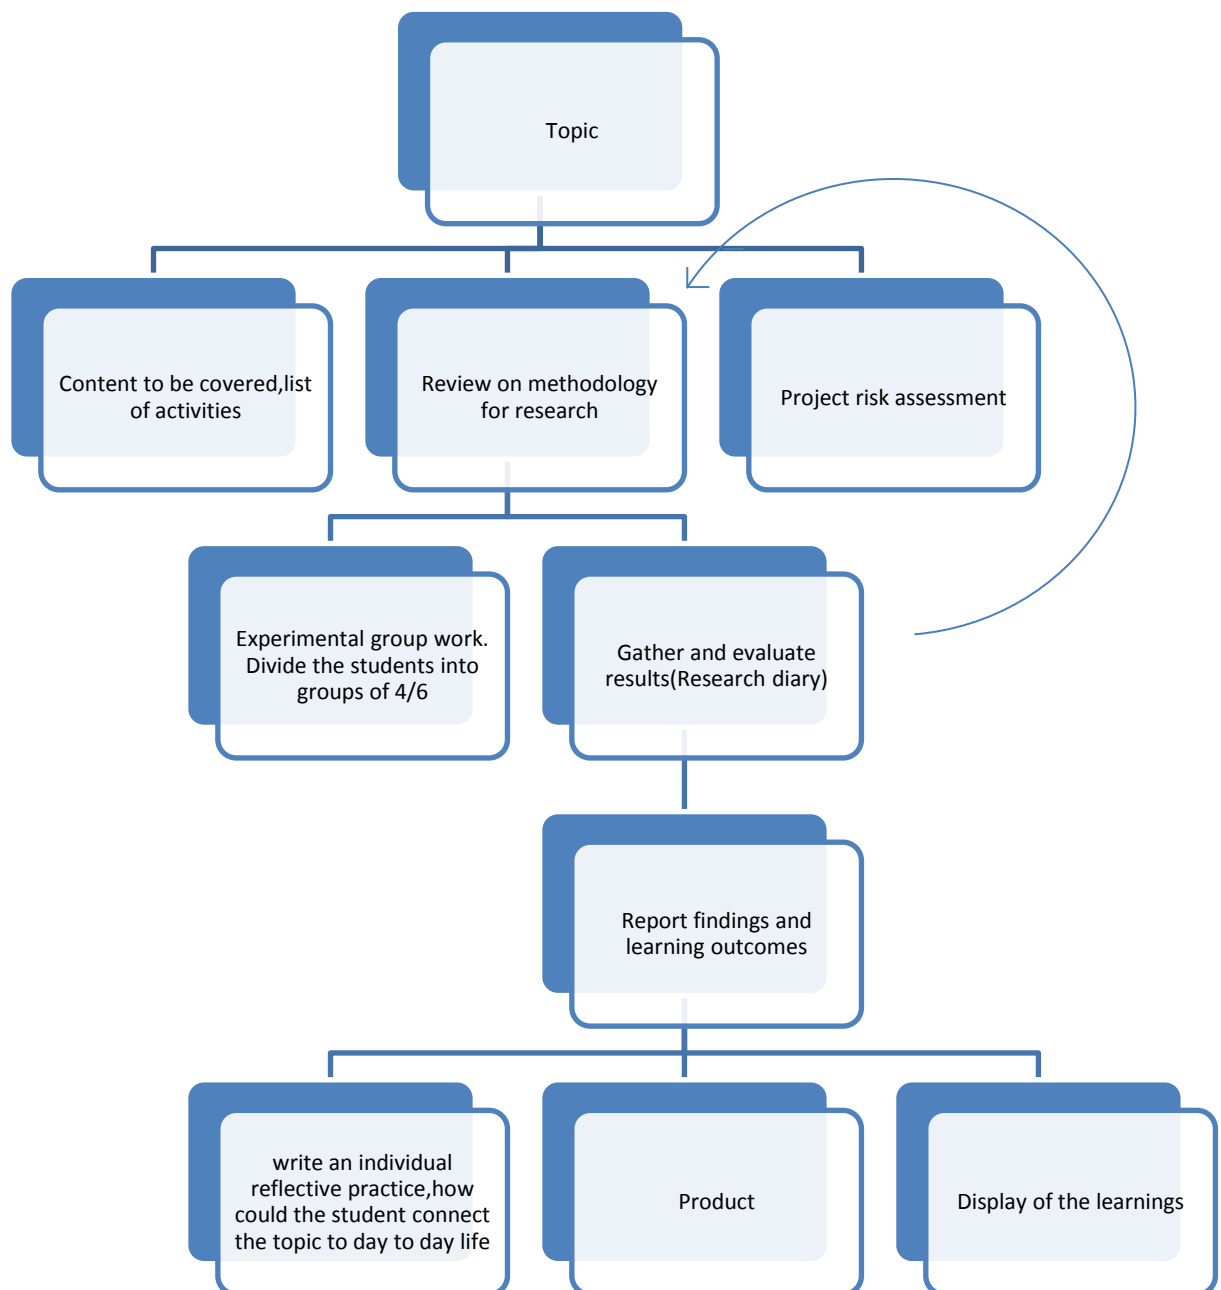 Topic
Content to be covered,list
of activities
Review on methodology
for research
Project risk assessment
Experimental group work.
Divide the students into
groups of 4/6
Gather and evaluate
results(Research diary)
Report findings and
learning outcomes
write an individual
reflective practice,how
could the student connect
the topic to day to day life
Product
Display of the learnings